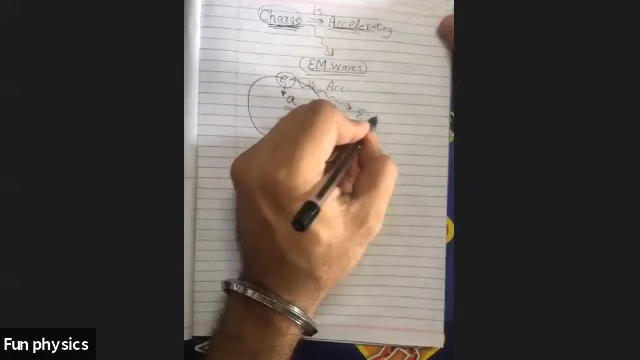 is
Charge ⇒ Accelerating
EM waves
e- is Acc.
a
Fun physics